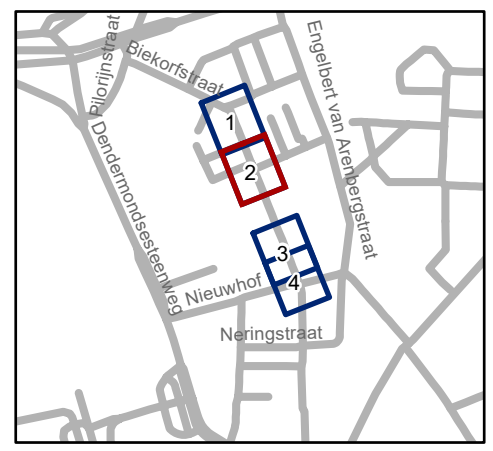 Pilorijnstraat
Biekorfstraat
Engelbert van Arenbergstraat
Dendermondsesteenweg
1
2
3
4
Nieuwhof
Neringstraat